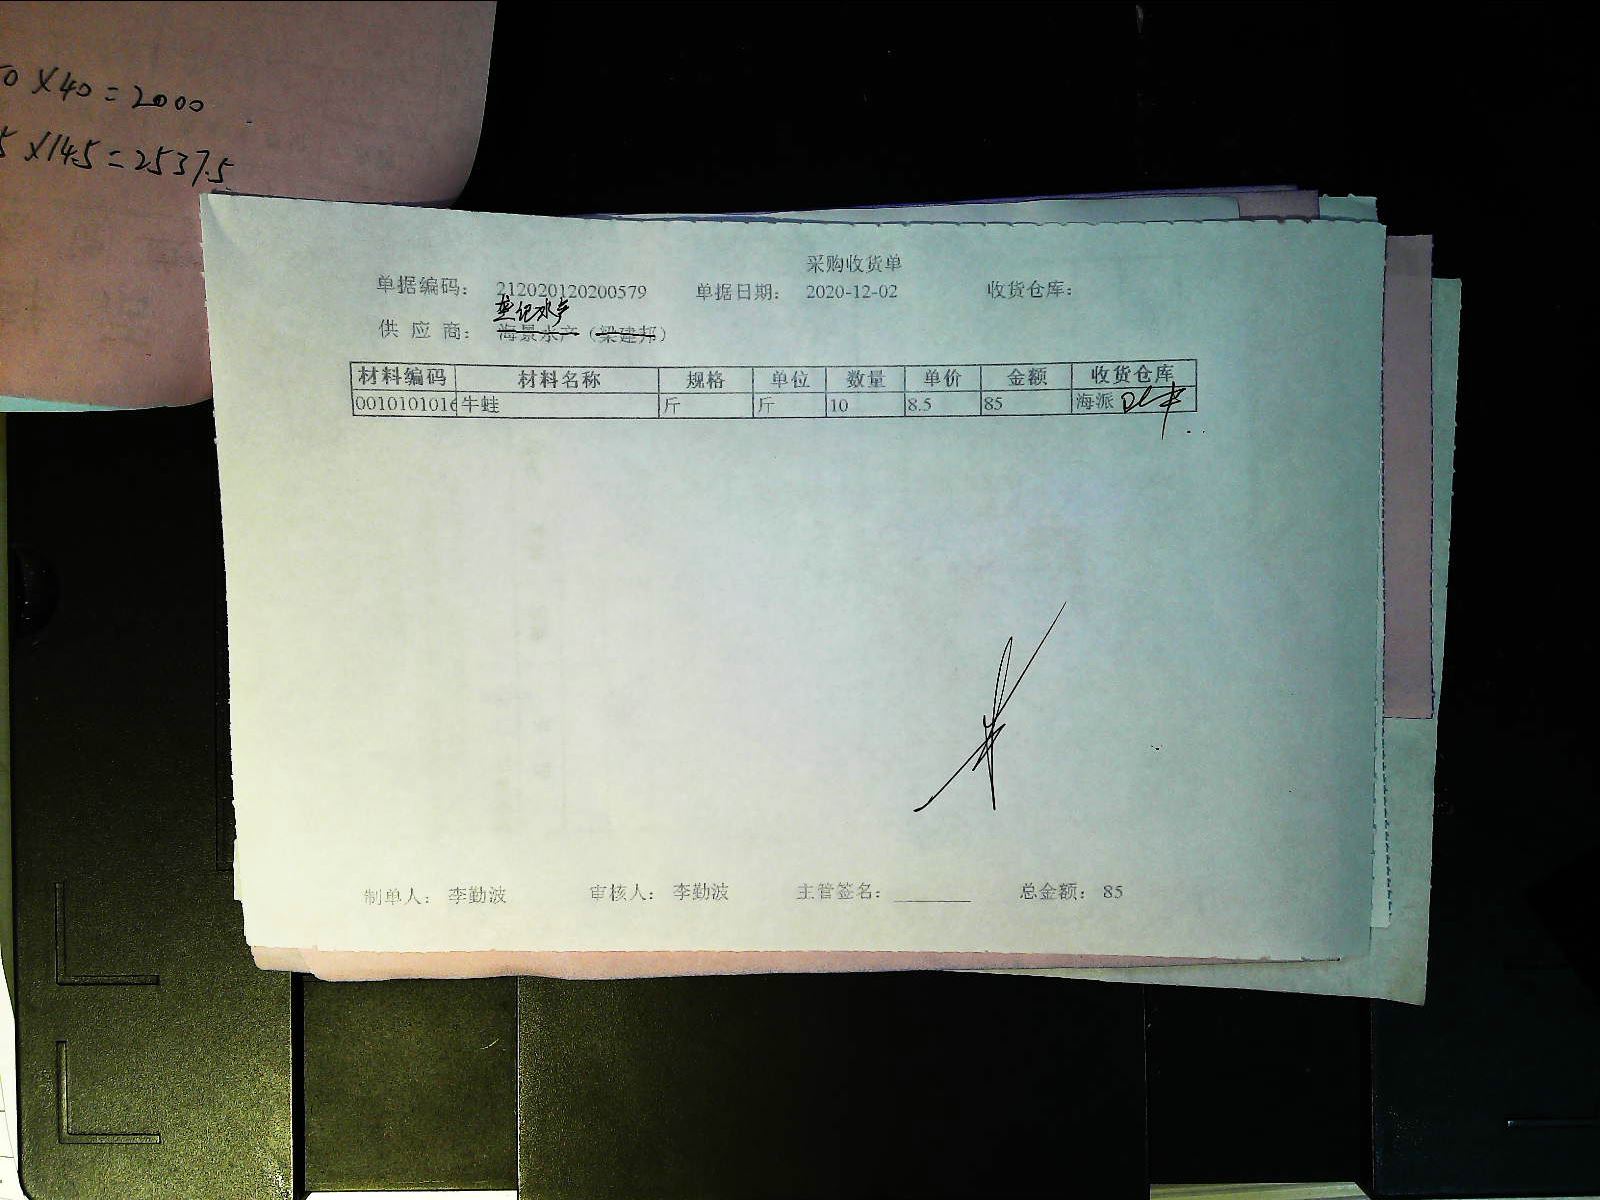 0 X40=2000
5 X145=2537.5
采购收货单
单据编码： 212020120200579 单据日期： 2020-12-02 收货仓库：
记水产
供 应 商： 海景水产（梁建邦）
材料编码 材料名称 规格 单位 数量 单价 金额 收货仓库
001010101 牛蛙 斤 斤 10 8.5 85 海派
制单人： 李勤波 审核人： 李勤波 主管签名： 总金额： 85